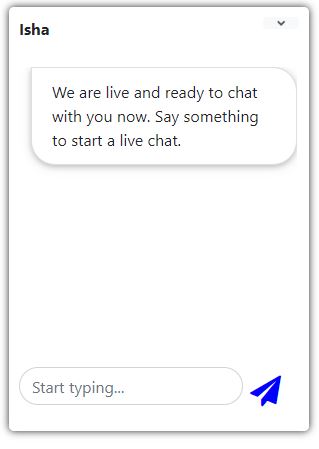 Isha
We are live and ready to chat
with you now. Say something
to start a live chat.
Start typing...